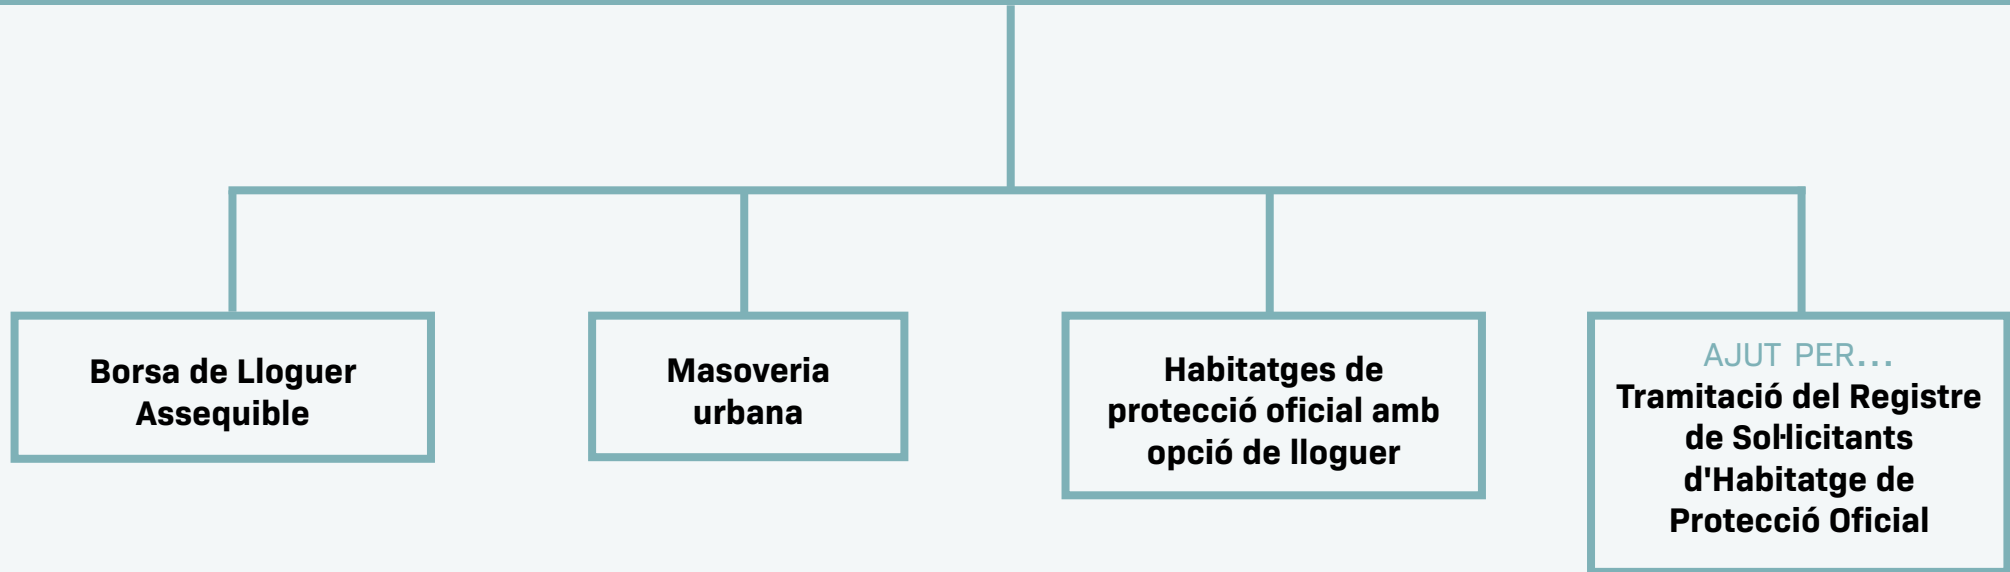 Borsa de Lloguer
Assequible
Masoveria
urbana
Habitatges de
protecció oficial amb
opció de lloguer
AJUT PER...
Tramitació del Registre
de Sol·licitants
d'Habitatge de
Protecció Oficial